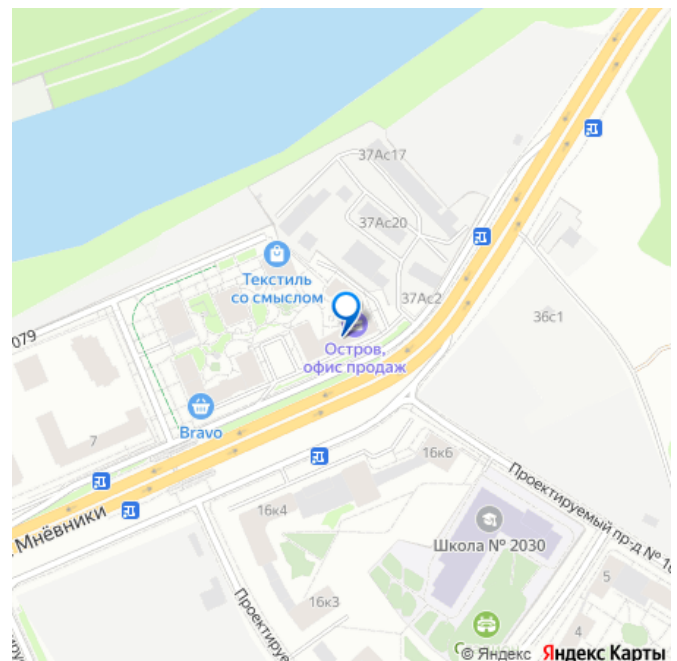 37Ас17
37Ас20
Текстиль
со смыслом
37Ас2
36с1
079
Остров,
офис продаж
Bravo
7
16к6
Мнёвники
16к4
Проектируемый пр-д № 16
Школа № 2030
16к3
Проектируе
5
4
С
© Яндекс Яндекс Карты